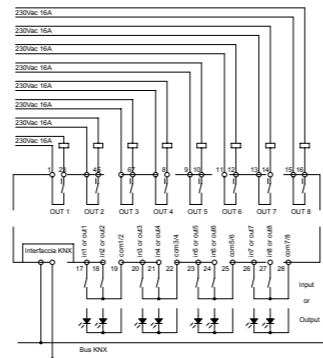 230Vac 16A
230Vac 16A
230Vac 16A
230Vac 16A
230Vac 16A
230Vac 16A
230Vac 16A
230Vac 16A
1 2 3 4 5 6 7 8 9 10 11 12 13 14 15 16
OUT 1 OUT 2 OUT 3 OUT 4 OUT 5 OUT 6 OUT 7 OUT 8
Interfaccia KNX
in1 or out1
in2 or out2
com1/2
in3 or out3
in4 or out4
com3/4
in5 or out5
in6 or out6
com5/6
in7 or out7
in8 or out8
com7/8
17 18 19 20 21 22 23 24 25 26 27 28
Input
or
Output
Bus KNX